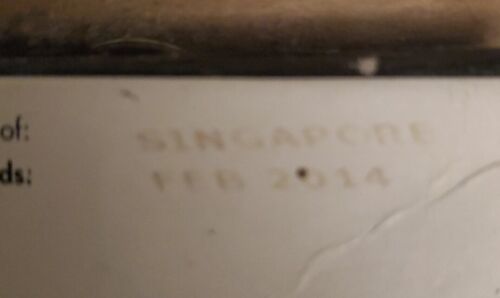 of: SINGAPORE
ds: FEB 2014